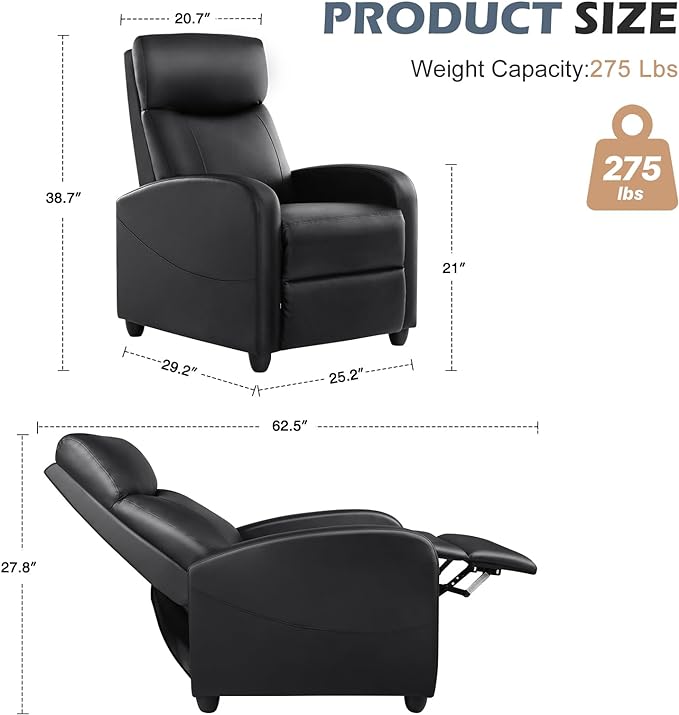 PRODUCT SIZE
Weight Capacity:275 Lbs
275
lbs
20.7"
38.7"
21"
29.2"
25.2"
62.5"
27.8"